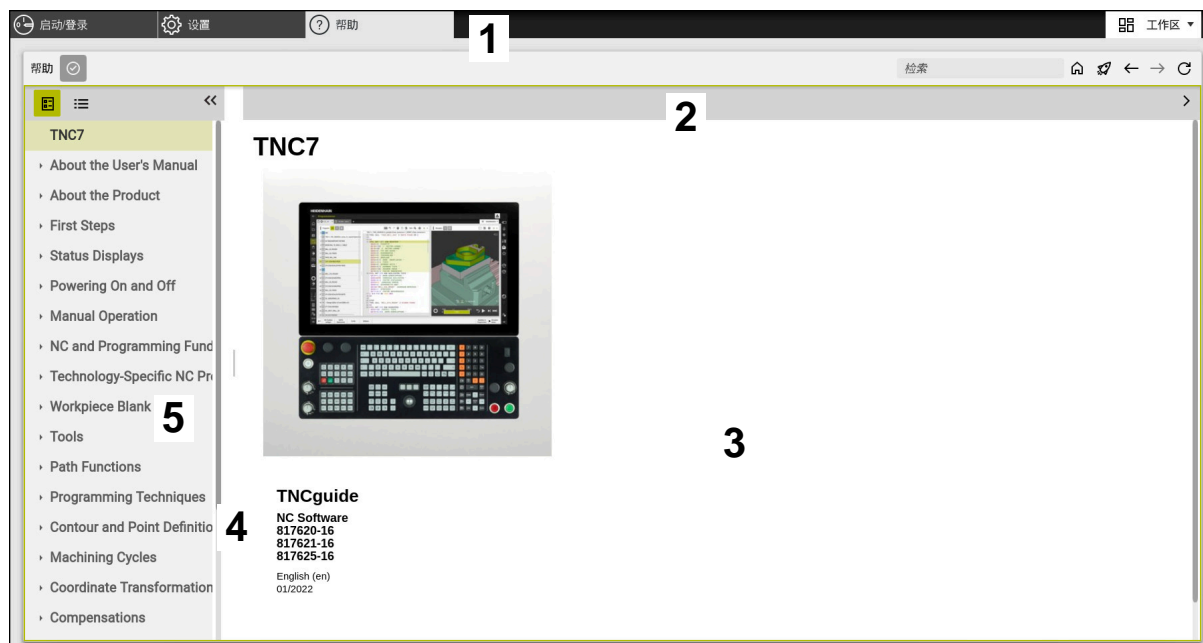 启动/登录
设置
帮助
1
工作区
帮助
检索
2
TNC7
About the User's Manual
About the Product
First Steps
Status Displays
Powering On and Off
Manual Operation
NC and Programming Fund
Technology-Specific NC Pr
Workpiece Blank
5
Tools
Path Functions
Programming Techniques
Contour and Point Definitio
4
Machining Cycles
Coordinate Transformation
Compensations
TNC7
3
TNCguide
NC Software
817620-16
817621-16
817625-16
English (en)
01/2022